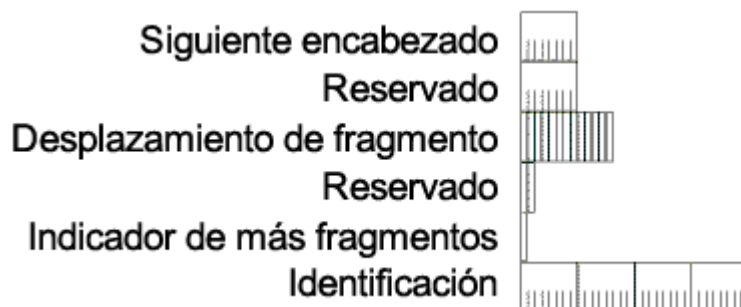 Siguiente encabezado
Reservado
Desplazamiento de fragmento
Reservado
Indicador de más fragmentos
Identificación